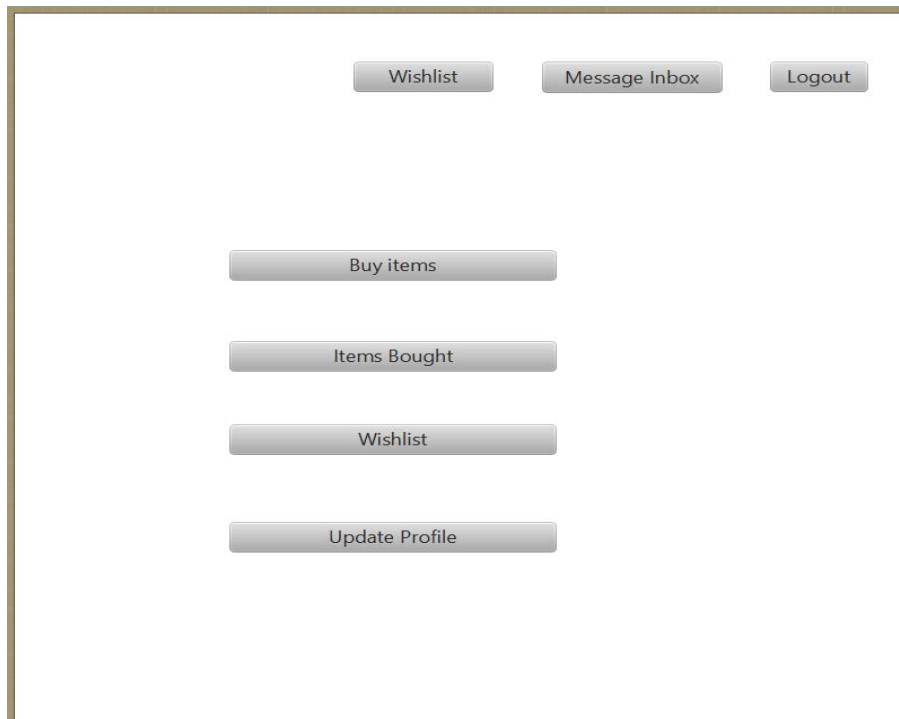 Wishlist Message Inbox Logout
Buy items
Items Bought
Wishlist
Update Profile